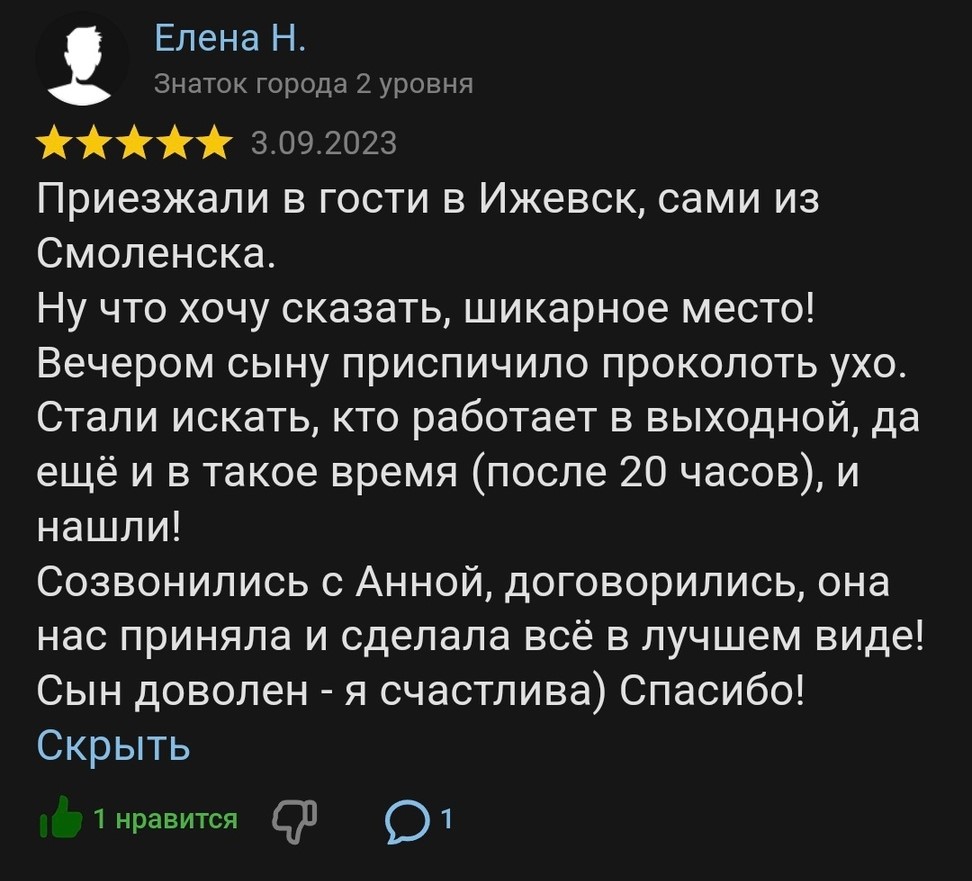 Елена Н.
Знаток города 2 уровня
3.09.2023
Приезжали в гости в Ижевск, сами из
Смоленска.
Ну что хочу сказать, шикарное место!
Вечером сыну приспичило проколоть ухо.
Стали искать, кто работает в выходной, да
ещё и в такое время (после 20 часов), и
нашли!
Созвонились с Анной, договорились, она
нас приняла и сделала всё в лучшем виде!
Сын доволен - я счастлива) Спасибо!
Скрыть
1 нравится 1